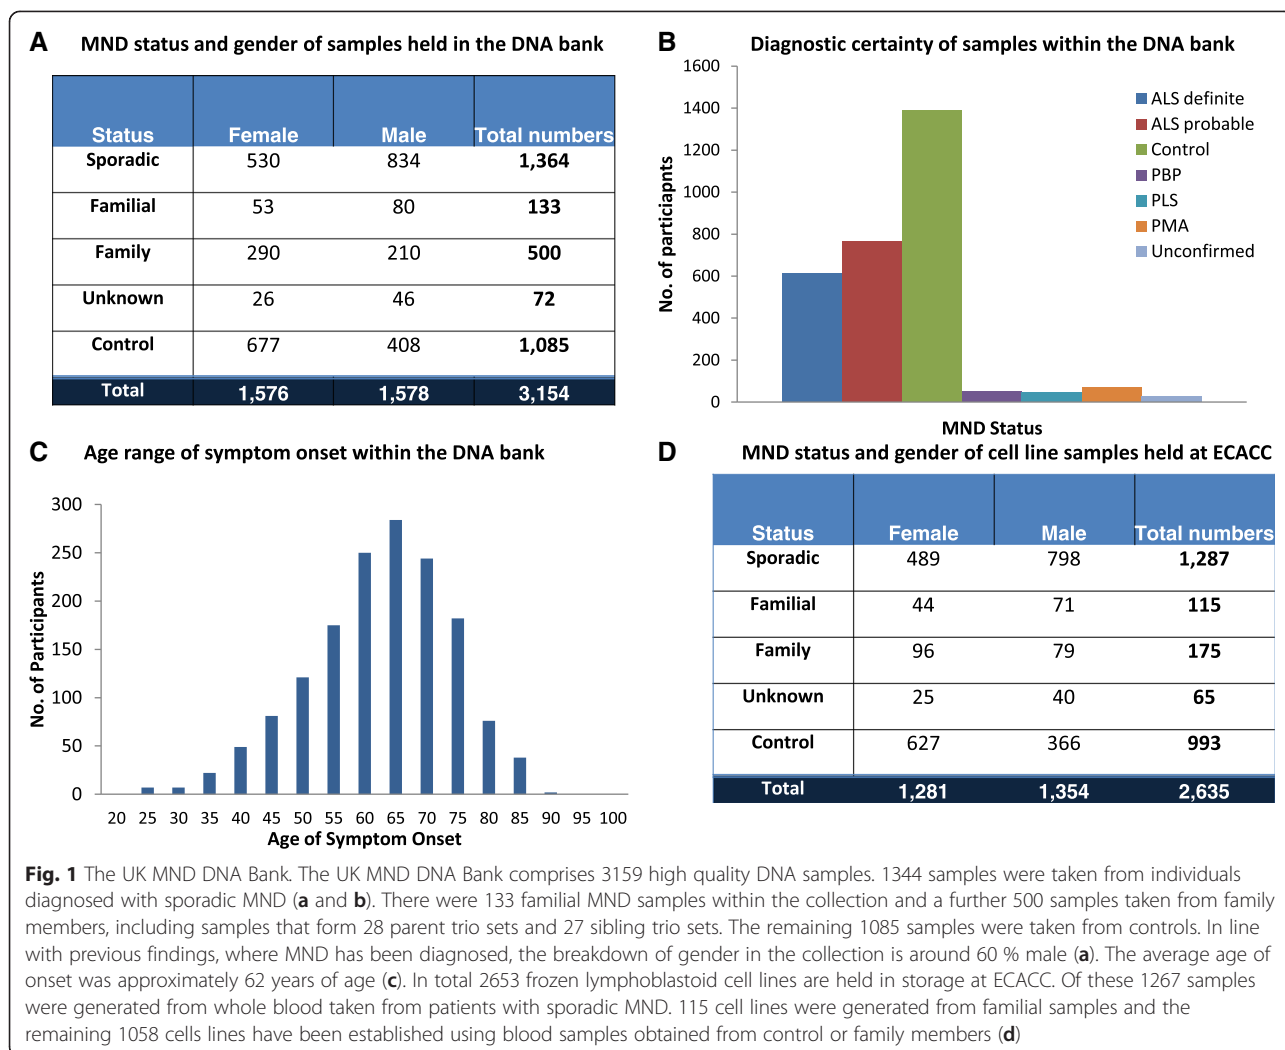 A MND status and gender of samples held in the DNA bank
Status Female Male Total numbers
Sporadic 530 834 1,364
Familial 53 80 133
Family 290 210 500
Unknown 26 46 72
Control 677 408 1,085
Total 1,576 1,578 3,154
B Diagnostic certainty of samples within the DNA bank
1600
1400
1200
1000
800
600
400
200
0
No. of particiapnts
ALS definite
ALS probable
Control
PBP
PLS
PMA
Unconfirmed
MND Status
C Age range of symptom onset within the DNA bank
300
250
200
150
100
50
0
No. of Participants
20 25 30 35 40 45 50 55 60 65 70 75 80 85 90 95 100
Age of Symptom Onset
D MND status and gender of cell line samples held at ECACC
Status Female Male Total numbers
Sporadic 489 798 1,287
Familial 44 71 115
Family 96 79 175
Unknown 25 40 65
Control 627 366 993
Total 1,281 1,354 2,635
Fig. 1 The UK MND DNA Bank. The UK MND DNA Bank comprises 3159 high quality DNA samples. 1344 samples were taken from individuals
diagnosed with sporadic MND (a and b). There were 133 familial MND samples within the collection and a further 500 samples taken from family
members, including samples that form 28 parent trio sets and 27 sibling trio sets. The remaining 1085 samples were taken from controls. In line
with previous findings, where MND has been diagnosed, the breakdown of gender in the collection is around 60 % male (a). The average age of
onset was approximately 62 years of age (c). In total 2653 frozen lymphoblastoid cell lines are held in storage at ECACC. Of these 1267 samples
were generated from whole blood taken from patients with sporadic MND. 115 cell lines were generated from familial samples and the
remaining 1058 cells lines have been established using blood samples obtained from control or family members (d)